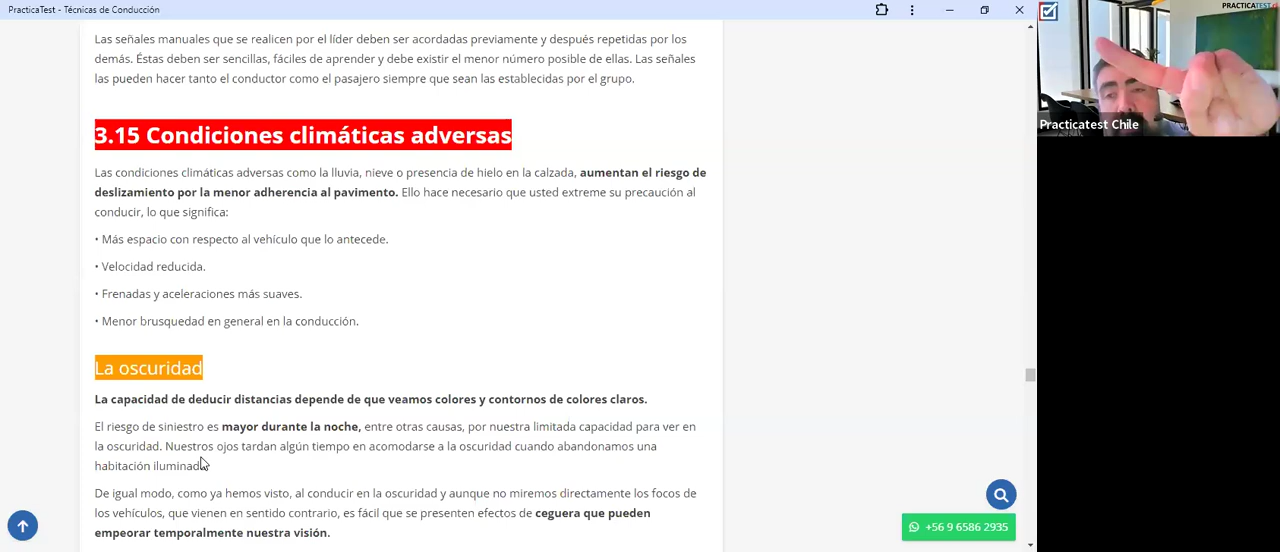 PracticaTest - Técnicas de Conducción
PRACTICATEST
Las señales manuales que se realicen por el líder deben ser acordadas previamente y después repetidas por los
demás. Éstas deben ser sencillas, fáciles de aprender y debe existir el menor número posible de ellas. Las señales
las pueden hacer tanto el conductor como el pasajero siempre que sean las establecidas por el grupo.
Practicatest Chile
3.15 Condiciones climáticas adversas
Las condiciones climáticas adversas como la lluvia, nieve o presencia de hielo en la calzada, aumentan el riesgo de
deslizamiento por la menor adherencia al pavimento. Ello hace necesario que usted extreme su precaución al
conducir, lo que significa:
• Más espacio con respecto al vehículo que lo antecede.
• Velocidad reducida.
• Frenadas y aceleraciones más suaves.
• Menor brusquedad en general en la conducción.
La oscuridad
La capacidad de deducir distancias depende de que veamos colores y contornos de colores claros.
El riesgo de siniestro es mayor durante la noche, entre otras causas, por nuestra limitada capacidad para ver en
la oscuridad. Nuestros ojos tardan algún tiempo en acomodarse a la oscuridad cuando abandonamos una
habitación iluminada
De igual modo, como ya hemos visto, al conducir en la oscuridad y aunque no miremos directamente los focos de
los vehículos, que vienen en sentido contrario, es fácil que se presenten efectos de ceguera que pueden
empeorar temporalmente nuestra visión.
+56 9 6586 2935